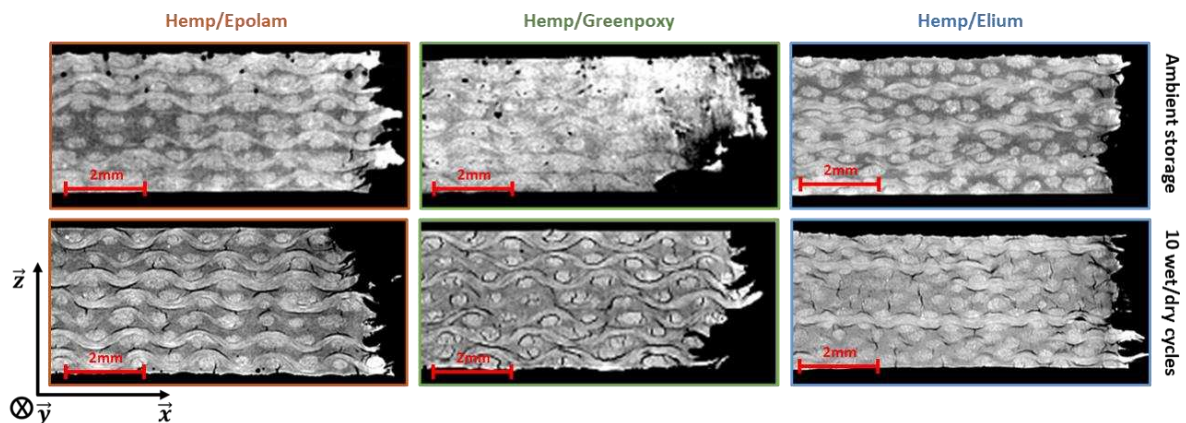 Hemp/Epolam
Hemp/Greenpoxy
Hemp/Elium
2mm
2mm
2mm
Ambient storage
2mm
2mm
2mm
10 wet/dry cycles
z
y
x